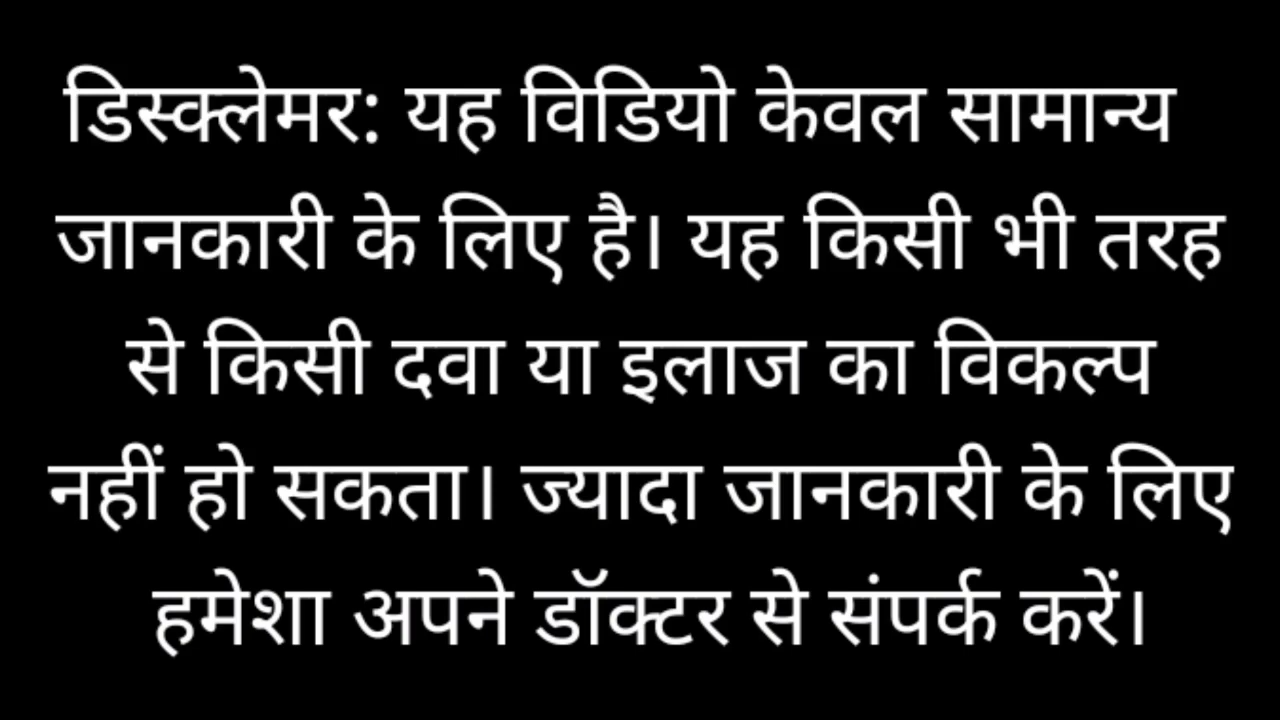 डिस्क्लेमर: यह विडियो केवल सामान्य
जानकारी के लिए है। यह किसी भी तरह
से किसी दवा या इलाज का विकल्प
नहीं हो सकता। ज्यादा जानकारी के लिए
हमेशा अपने डॉक्टर से संपर्क करें।